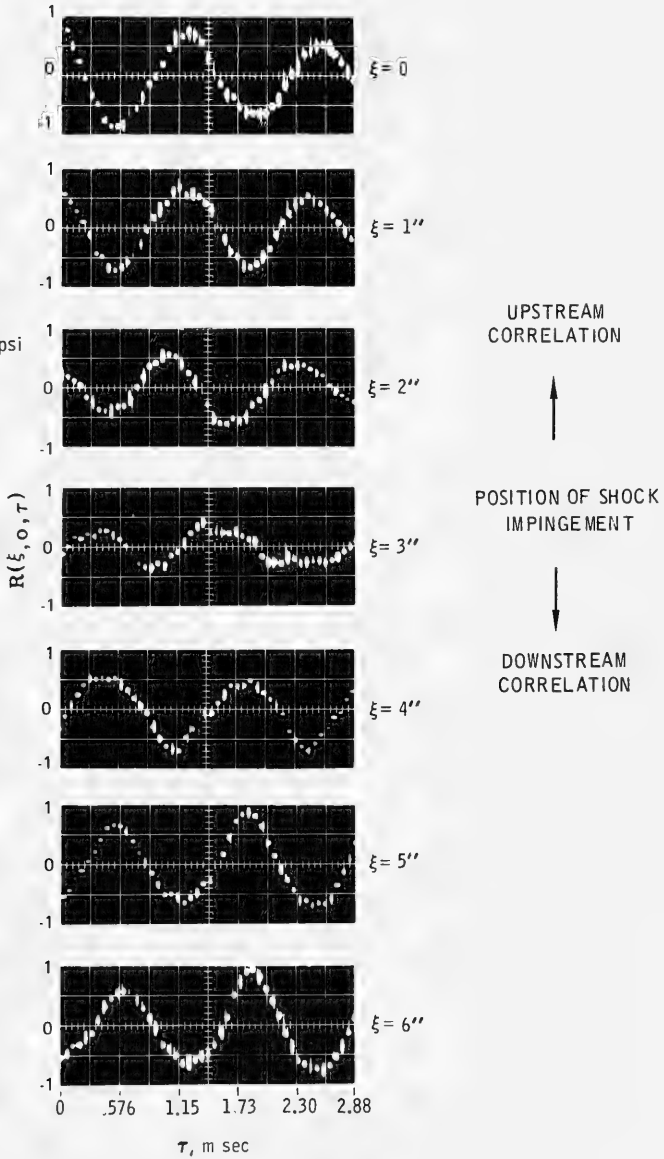 1
0
-1
ξ = 0
1
0
-1
ξ = 1″
psi
1
0
-1
ξ = 2″
R(ξ, o, τ)
1
0
-1
ξ = 3″
1
0
-1
ξ = 4″
1
0
-1
ξ = 5″
1
0
-1
ξ = 6″
0 .576 1.15 1.73 2.30 2.88
τ, m sec
UPSTREAM
CORRELATION
POSITION OF SHOCK
IMPINGEMENT
DOWNSTREAM
CORRELATION